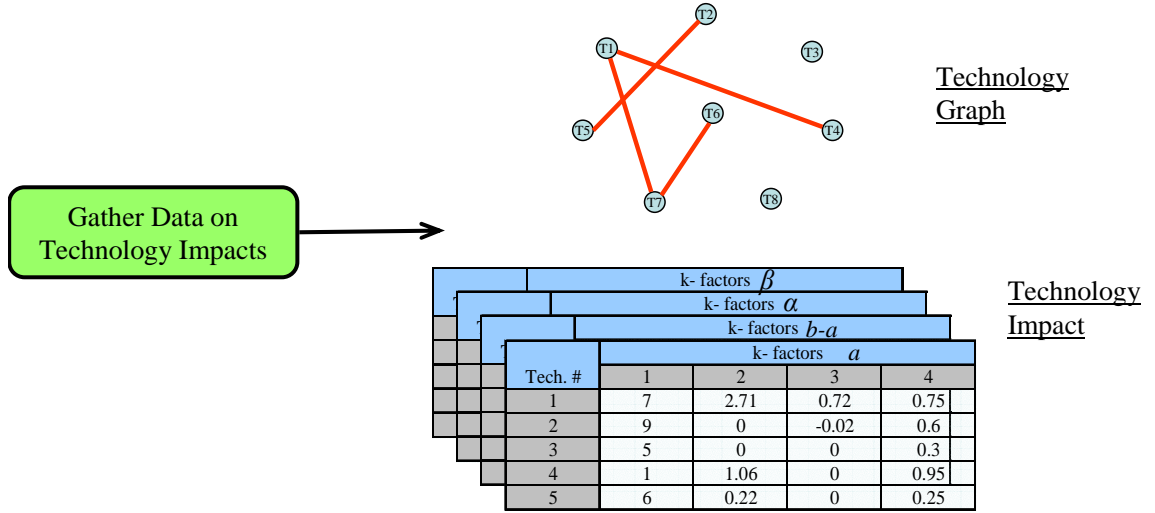 T2
T1
T3
Technology
Graph
T6
T5
T4
T7
T8
Gather Data on
Technology Impacts
k- factors β
k- factors α
k- factors b-a
k- factors a
Technology
Impact
Tech. # 1 2 3 4
1 7 2.71 0.72 0.75
2 9 0 -0.02 0.6
3 5 0 0 0.3
4 1 1.06 0 0.95
5 6 0.22 0 0.25